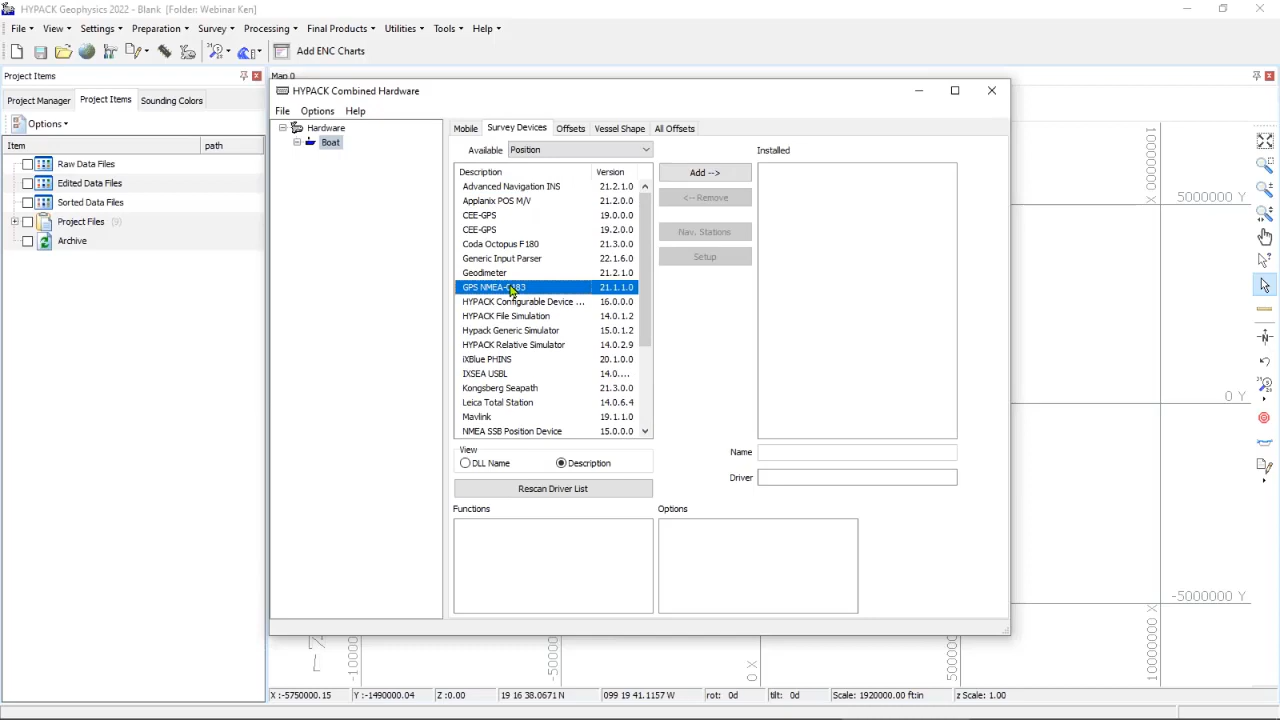 HYPACK Geophysics 2022 - Blank (Folder: Webinar Ken)
File View Settings Preparation Survey Processing Final Products Utilities Tools Help
Add ENC Charts
Project Items
Map 0
Project Manager Project Items Sounding Colors
Options
Item path
Raw Data Files
Edited Data Files
Sorted Data Files
Project Files (9)
Archive
HYPACK Combined Hardware
File Options Help
Hardware
Boat
Mobile Survey Devices Offsets Vessel Shape All Offsets
Available Position Installed
Description Version
Advanced Navigation INS 21.2.1.0
Applanix POS M/V 21.2.0.0
CEE-GPS 19.0.0.0
CEE-GPS 19.2.0.0
Coda Octopus F180 21.3.0.0
Generic Input Parser 22.1.6.0
Geodimeter 21.2.1.0
GPS NMEA-0183 21.1.1.0
HYPACK Configurable Device ... 16.0.0.0
HYPACK File Simulation 14.0.1.2
Hypack Generic Simulator 15.0.1.2
HYPACK Relative Simulator 14.0.2.9
iXBlue PHINS 20.1.0.0
IXSEA USBL 14.0....
Kongsberg Seapath 21.3.0.0
Leica Total Station 14.0.6.4
Mavlink 19.1.1.0
NMEA SSB Position Device 15.0.0.0
Add -->
<-- Remove
Nav. Stations
Setup
View
DLL Name Description
Rescan Driver List
Name
Driver
Functions Options
5000000 Y
0 Y
-5000000 Y
0 X
X :-5750000.15 Y :-1490000.04 Z :0.00 19 16 38.0671 N 099 19 41.1157 W rot: 0d tilt: 0d Scale: 1920000.00 ft:in z Scale: 1.00